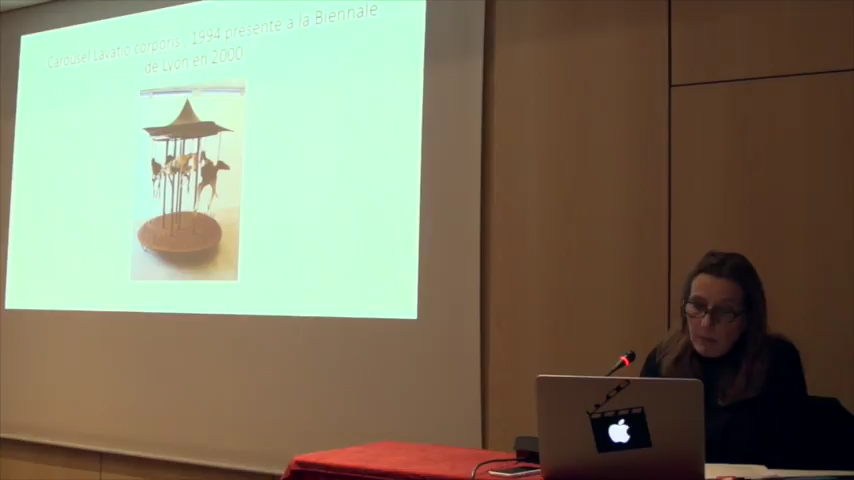 Carousel Lavatio corporis , 1994 présenté à la Biennale
de Lyon en 2000